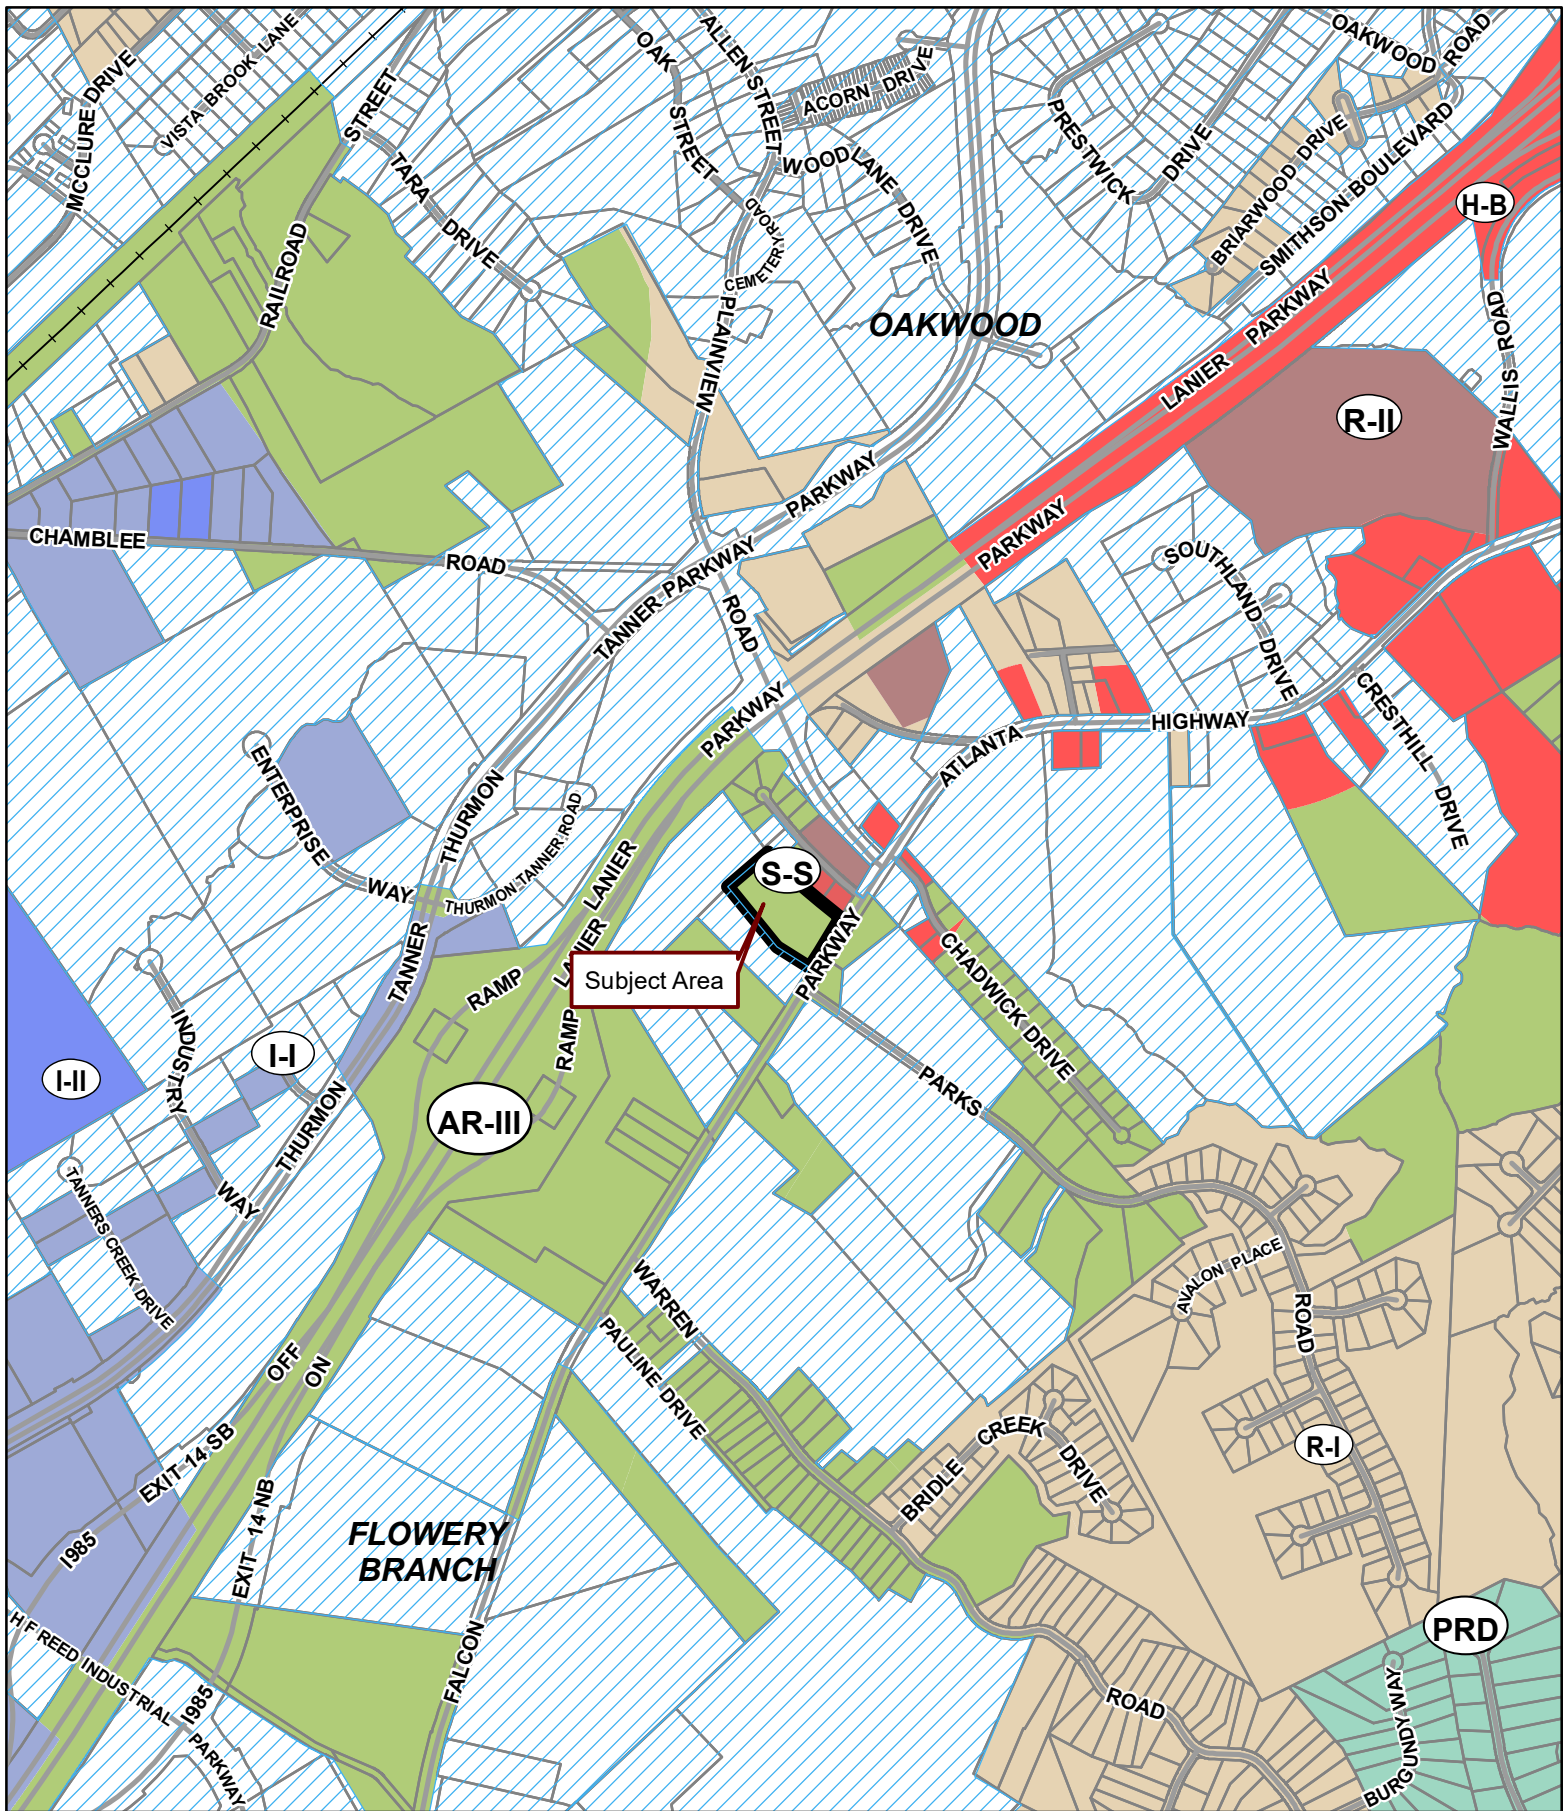 OAKWOOD
ROAD
MCCLURE DRIVE
VISTA BROOK LANE
STREET
OAK
STREET
ALLEN STREET
ACORN DRIVE
WOOD LANE DRIVE
PRESTWICK
DRIVE
BRIARWOOD DRIVE
SMITHSON BOULEVARD
H-B
TARA DRIVE
RAILROAD
CEMETERY ROAD
PLAINVIEW
OAKWOOD
LANIER PARKWAY
WALLIS ROAD
R-II
CHAMBLEE
ROAD
TANNER PARKWAY
PARKWAY
PARKWAY
ROAD
SOUTHLAND DRIVE
PARKWAY
ATLANTA
HIGHWAY
CRESTHILL DRIVE
ENTERPRISE
WAY
THURMON
THURMON TANNER ROAD
LANIER
LANIER
S-S
Subject Area
PARKWAY
CHADWICK DRIVE
TANNER
RAMP
RAMP
INDUSTRY
WAY
I-I
I-II
THURMON
AR-III
PARKS
TANNERS CREEK DRIVE
AVALON PLACE
ROAD
WARREN
PAULINE DRIVE
OFF
ON
EXIT 14 SB
I985
EXIT 14 NB
BRIDLE
CREEK
DRIVE
R-I
FLOWERY
BRANCH
PRD
H F REED INDUSTRIAL
PARKWAY
I985
FALCON
ROAD
BURGUNDY WAY